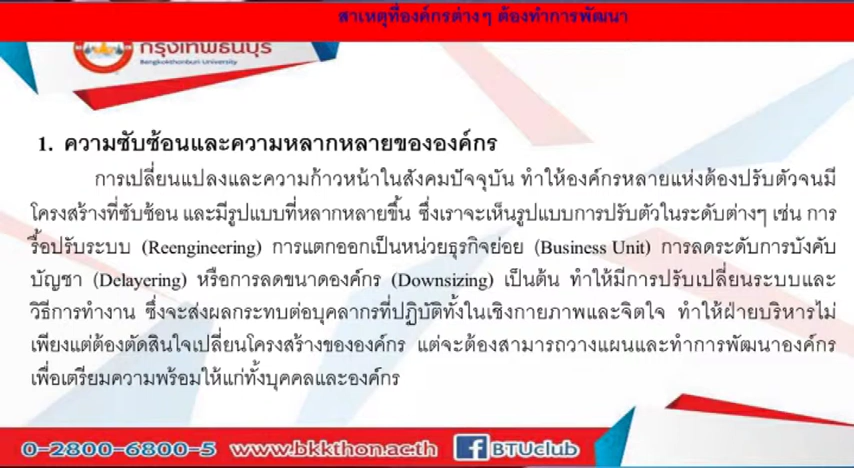 สาเหตุที่องค์กรต่างๆ ต้องทำการพัฒนา
กรุงเทพธนบุรี
Bangkokthonburi University
1. ความซับซ้อนและความหลากหลายขององค์กร
การเปลี่ยนแปลงและความก้าวหน้าในสังคมปัจจุบัน ทำให้องค์กรหลายแห่งต้องปรับตัวจนมี
โครงสร้างที่ซับซ้อน และมีรูปแบบที่หลากหลายขึ้น ซึ่งเราจะเห็นรูปแบบการปรับตัวในระดับต่างๆ เช่น การ
รื้อปรับระบบ (Reengineering) การแตกออกเป็นหน่วยธุรกิจย่อย (Business Unit) การลดระดับการบังคับ
บัญชา (Delayering) หรือการลดขนาดองค์กร (Downsizing) เป็นต้น ทำให้มีการปรับเปลี่ยนระบบและ
วิธีการทำงาน ซึ่งจะส่งผลกระทบต่อบุคลากรที่ปฏิบัติทั้งในเชิงกายภาพและจิตใจ ทำให้ฝ่ายบริหารไม่
เพียงแต่ต้องตัดสินใจเปลี่ยนโครงสร้างขององค์กร แต่จะต้องสามารถวางแผนและทำการพัฒนาองค์กร
เพื่อเตรียมความพร้อมให้แก่ทั้งบุคคลและองค์กร
0-2800-6800-5 www.bkkthon.ac.th f BTUclub